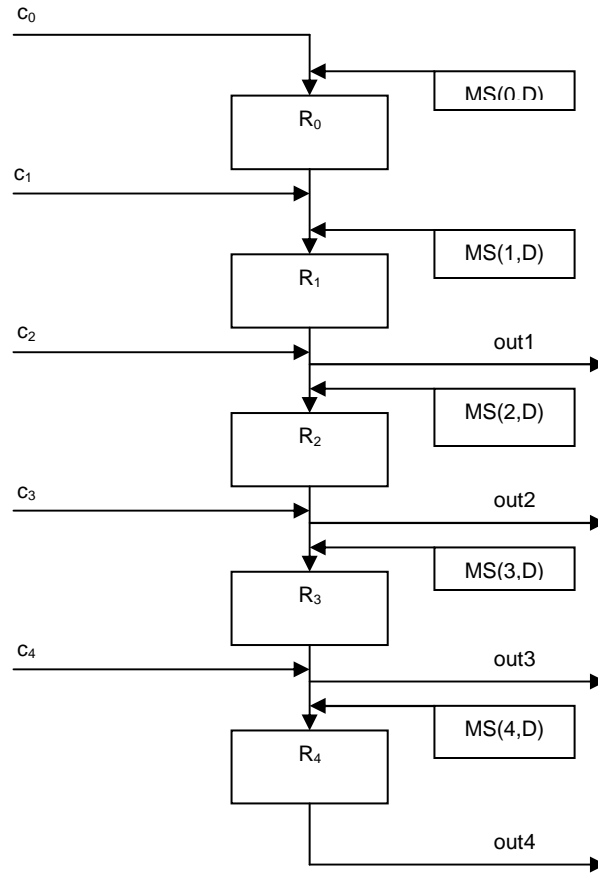 c₀
MS(0,D)
R₀
c₁
MS(1,D)
R₁
c₂
out1
MS(2,D)
R₂
c₃
out2
MS(3,D)
R₃
c₄
out3
MS(4,D)
R₄
out4